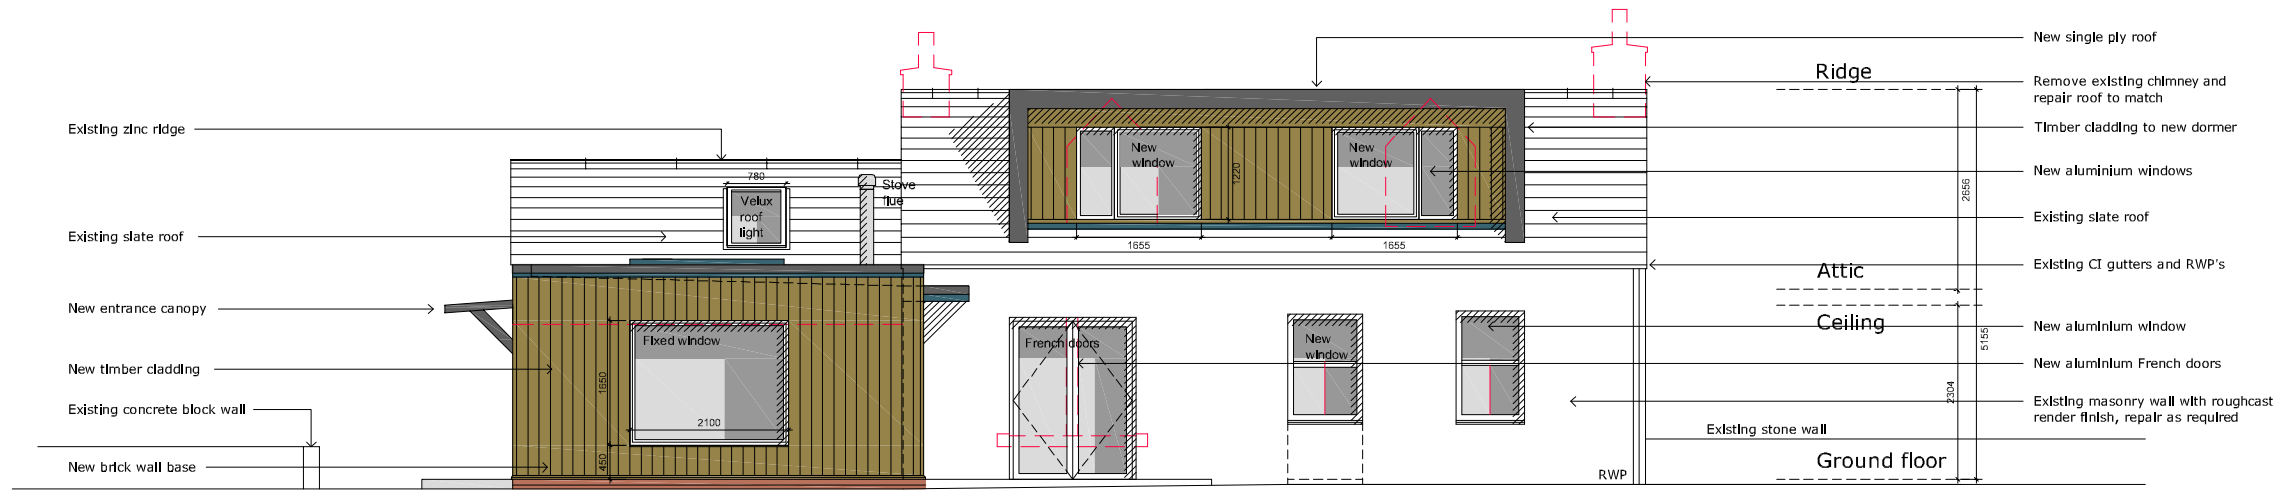 New single ply roof
Ridge
Remove existing chimney and
repair roof to match
Existing zinc ridge
Timber cladding to new dormer
New
window
New
window
1220
New aluminium windows
780
Stove
flue
Velux
roof
light
2656
Existing slate roof
Existing slate roof
1655
1655
Existing CI gutters and RWP's
Attic
New entrance canopy
Ceiling
New aluminium window
5155
Fixed window
French doors
New
window
New timber cladding
New aluminium French doors
1650
2304
Existing concrete block wall
Existing masonry wall with roughcast
render finish, repair as required
2100
Existing stone wall
450
New brick wall base
Ground floor
RWP